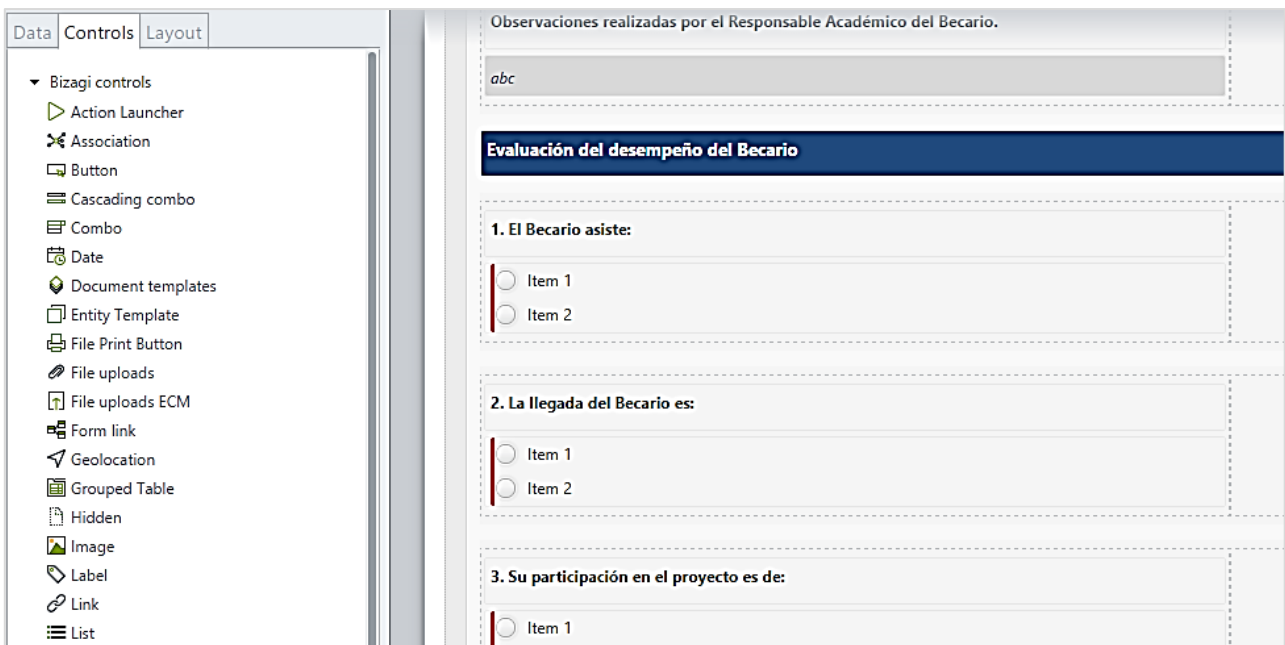 Data Controls Layout
Bizagi controls
Action Launcher
Association
Button
Cascading combo
Combo
Date
Document templates
Entity Template
File Print Button
File uploads
File uploads ECM
Form link
Geolocation
Grouped Table
Hidden
Image
Label
Link
List
Observaciones realizadas por el Responsable Académico del Becario.
abc
Evaluación del desempeño del Becario
1. El Becario asiste:
Item 1
Item 2
2. La llegada del Becario es:
Item 1
Item 2
3. Su participación en el proyecto es de:
Item 1